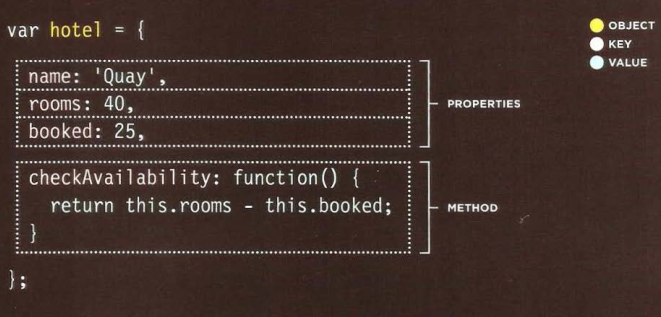 var hotel = {
OBJECT
KEY
VALUE
name: 'Quay',
rooms: 40,
booked: 25,
PROPERTIES
checkAvailability: function() {
return this.rooms - this.booked;
}
METHOD
};